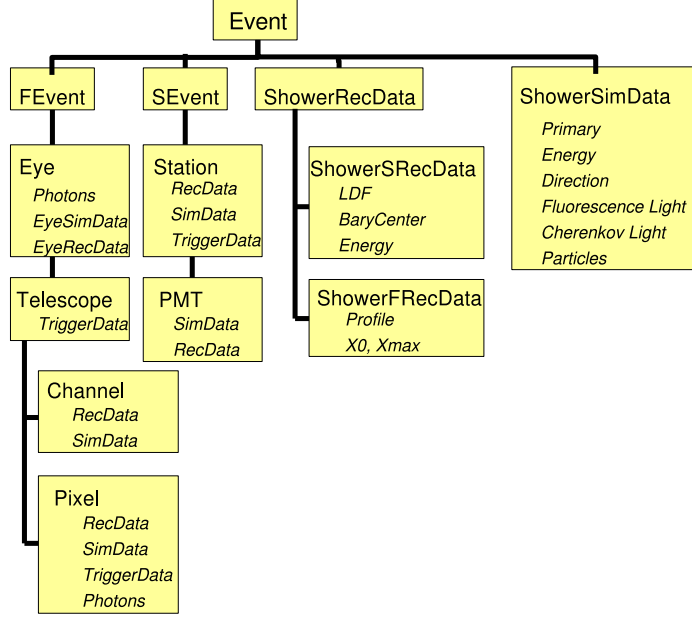 Event
FEvent
SEvent
ShowerRecData
ShowerSimData
Primary
Energy
Direction
Fluorescence Light
Cherenkov Light
Particles
Eye
Photons
EyeSimData
EyeRecData
Station
RecData
SimData
TriggerData
ShowerSRecData
LDF
BaryCenter
Energy
Telescope
TriggerData
PMT
SimData
RecData
ShowerFRecData
Profile
X0, Xmax
Channel
RecData
SimData
Pixel
RecData
SimData
TriggerData
Photons